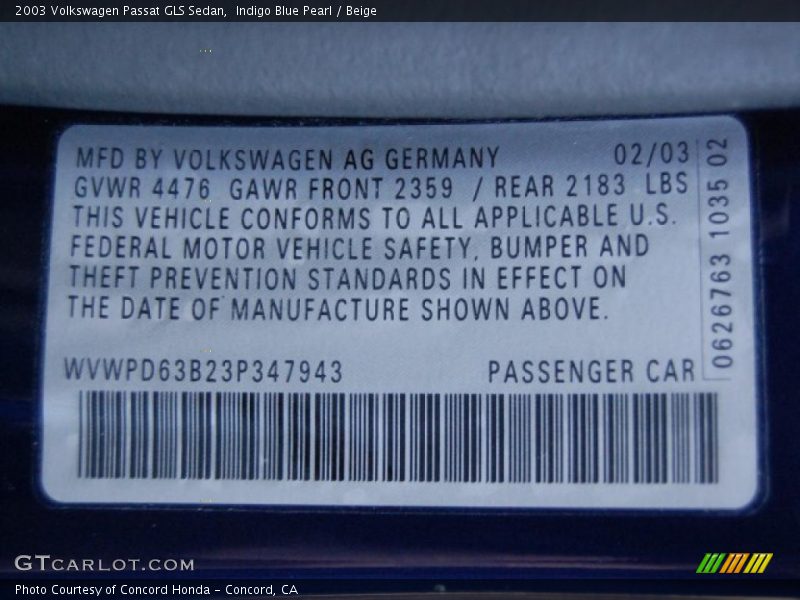 2003 Volkswagen Passat GLS Sedan, Indigo Blue Pearl / Beige
MFD BY VOLKSWAGEN AG GERMANY 02/03
GVWR 4476 GAWR FRONT 2359 / REAR 2183 LBS
THIS VEHICLE CONFORMS TO ALL APPLICABLE U.S.
FEDERAL MOTOR VEHICLE SAFETY, BUMPER AND
THEFT PREVENTION STANDARDS IN EFFECT ON
THE DATE OF MANUFACTURE SHOWN ABOVE.
WVWPD63B23P347943 PASSENGER CAR
0626763 1035 02
GTCARLOT.COM
Photo Courtesy of Concord Honda - Concord, CA